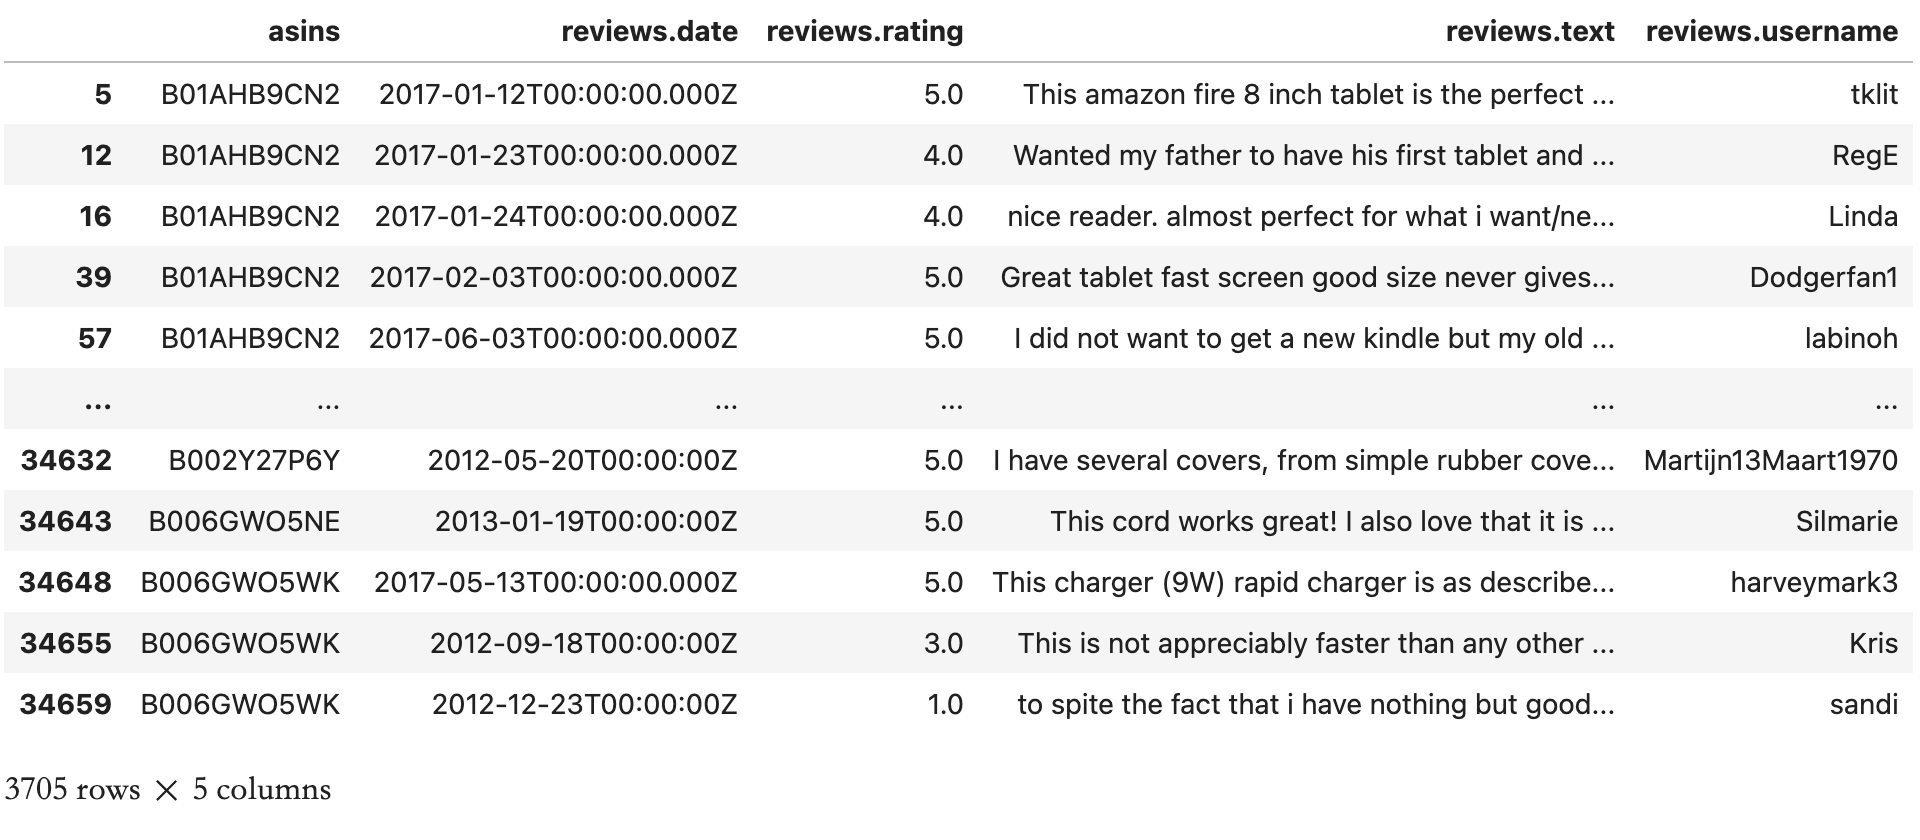 asins reviews.date reviews.rating reviews.text reviews.username
5 B01AHB9CN2 2017-01-12T00:00:00.000Z 5.0 This amazon fire 8 inch tablet is the perfect ... tklit
12 B01AHB9CN2 2017-01-23T00:00:00.000Z 4.0 Wanted my father to have his first tablet and ... RegE
16 B01AHB9CN2 2017-01-24T00:00:00.000Z 4.0 nice reader. almost perfect for what i want/ne... Linda
39 B01AHB9CN2 2017-02-03T00:00:00.000Z 5.0 Great tablet fast screen good size never gives... Dodgerfan1
57 B01AHB9CN2 2017-06-03T00:00:00.000Z 5.0 I did not want to get a new kindle but my old ... labinoh
... ... ... ... ... ...
34632 B002Y27P6Y 2012-05-20T00:00:00Z 5.0 I have several covers, from simple rubber cove... Martijn13Maart1970
34643 B006GWO5NE 2013-01-19T00:00:00Z 5.0 This cord works great! I also love that it is ... Silmarie
34648 B006GWO5WK 2017-05-13T00:00:00.000Z 5.0 This charger (9W) rapid charger is as describe... harveymark3
34655 B006GWO5WK 2012-09-18T00:00:00Z 3.0 This is not appreciably faster than any other ... Kris
34659 B006GWO5WK 2012-12-23T00:00:00Z 1.0 to spite the fact that i have nothing but good... sandi
3705 rows × 5 columns